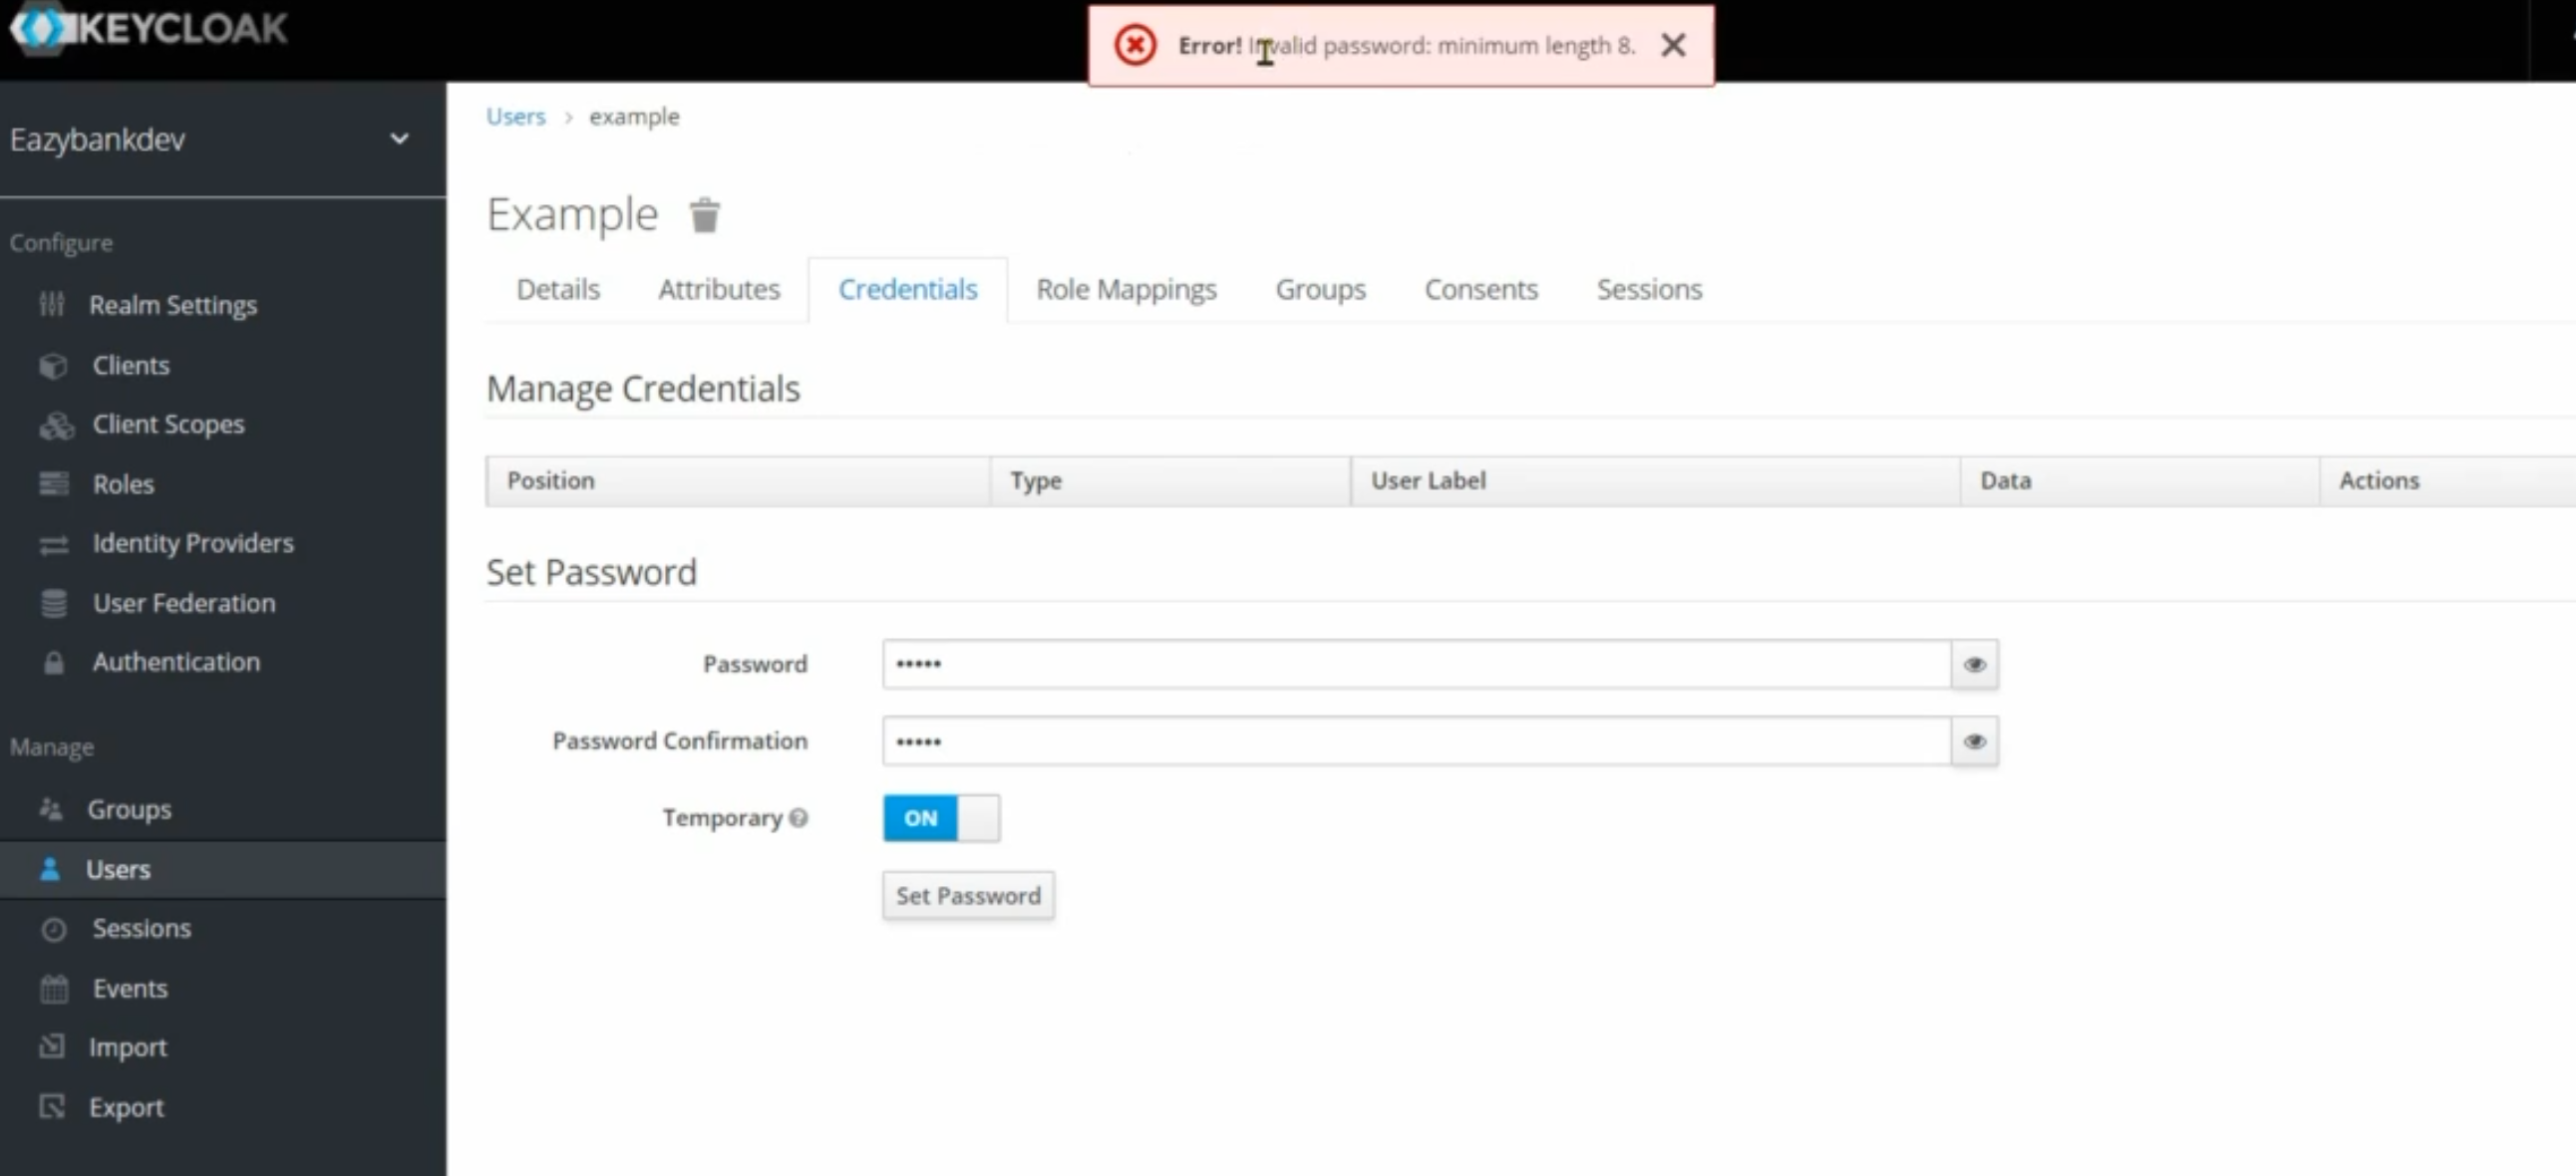 KEYCLOAK
Error! Invalid password: minimum length 8.
Eazybankdev
Users > example
Example
Configure
Realm Settings
Clients
Client Scopes
Roles
Identity Providers
User Federation
Authentication
Manage
Groups
Users
Sessions
Events
Import
Export
Details Attributes Credentials Role Mappings Groups Consents Sessions
Manage Credentials
Position Type User Label Data Actions
Set Password
Password •••••
Password Confirmation •••••
Temporary ON
Set Password